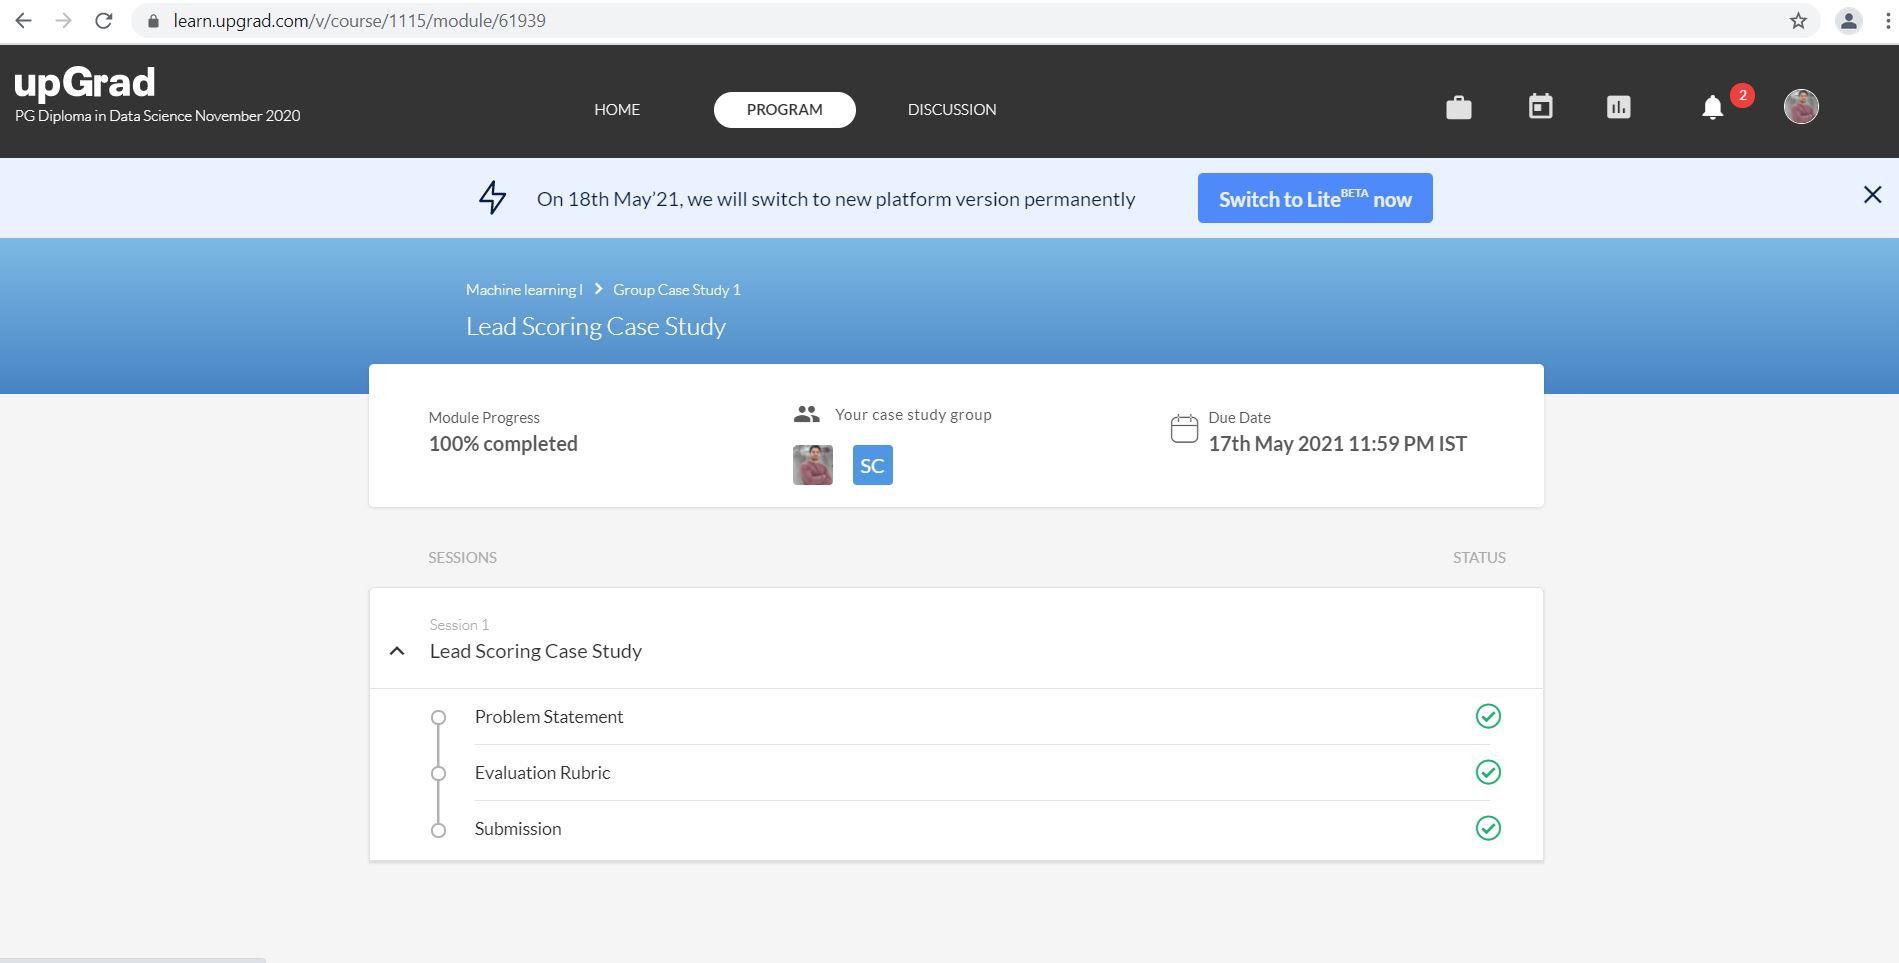 learn.upgrad.com/v/course/1115/module/61939
upGrad
PG Diploma in Data Science November 2020
HOME
PROGRAM
DISCUSSION
2
On 18th May’21, we will switch to new platform version permanently
Switch to LiteBETA now
Machine learning I > Group Case Study 1
Lead Scoring Case Study
Module Progress
100% completed
Your case study group
SC
Due Date
17th May 2021 11:59 PM IST
SESSIONS
STATUS
Session 1
Lead Scoring Case Study
Problem Statement
Evaluation Rubric
Submission